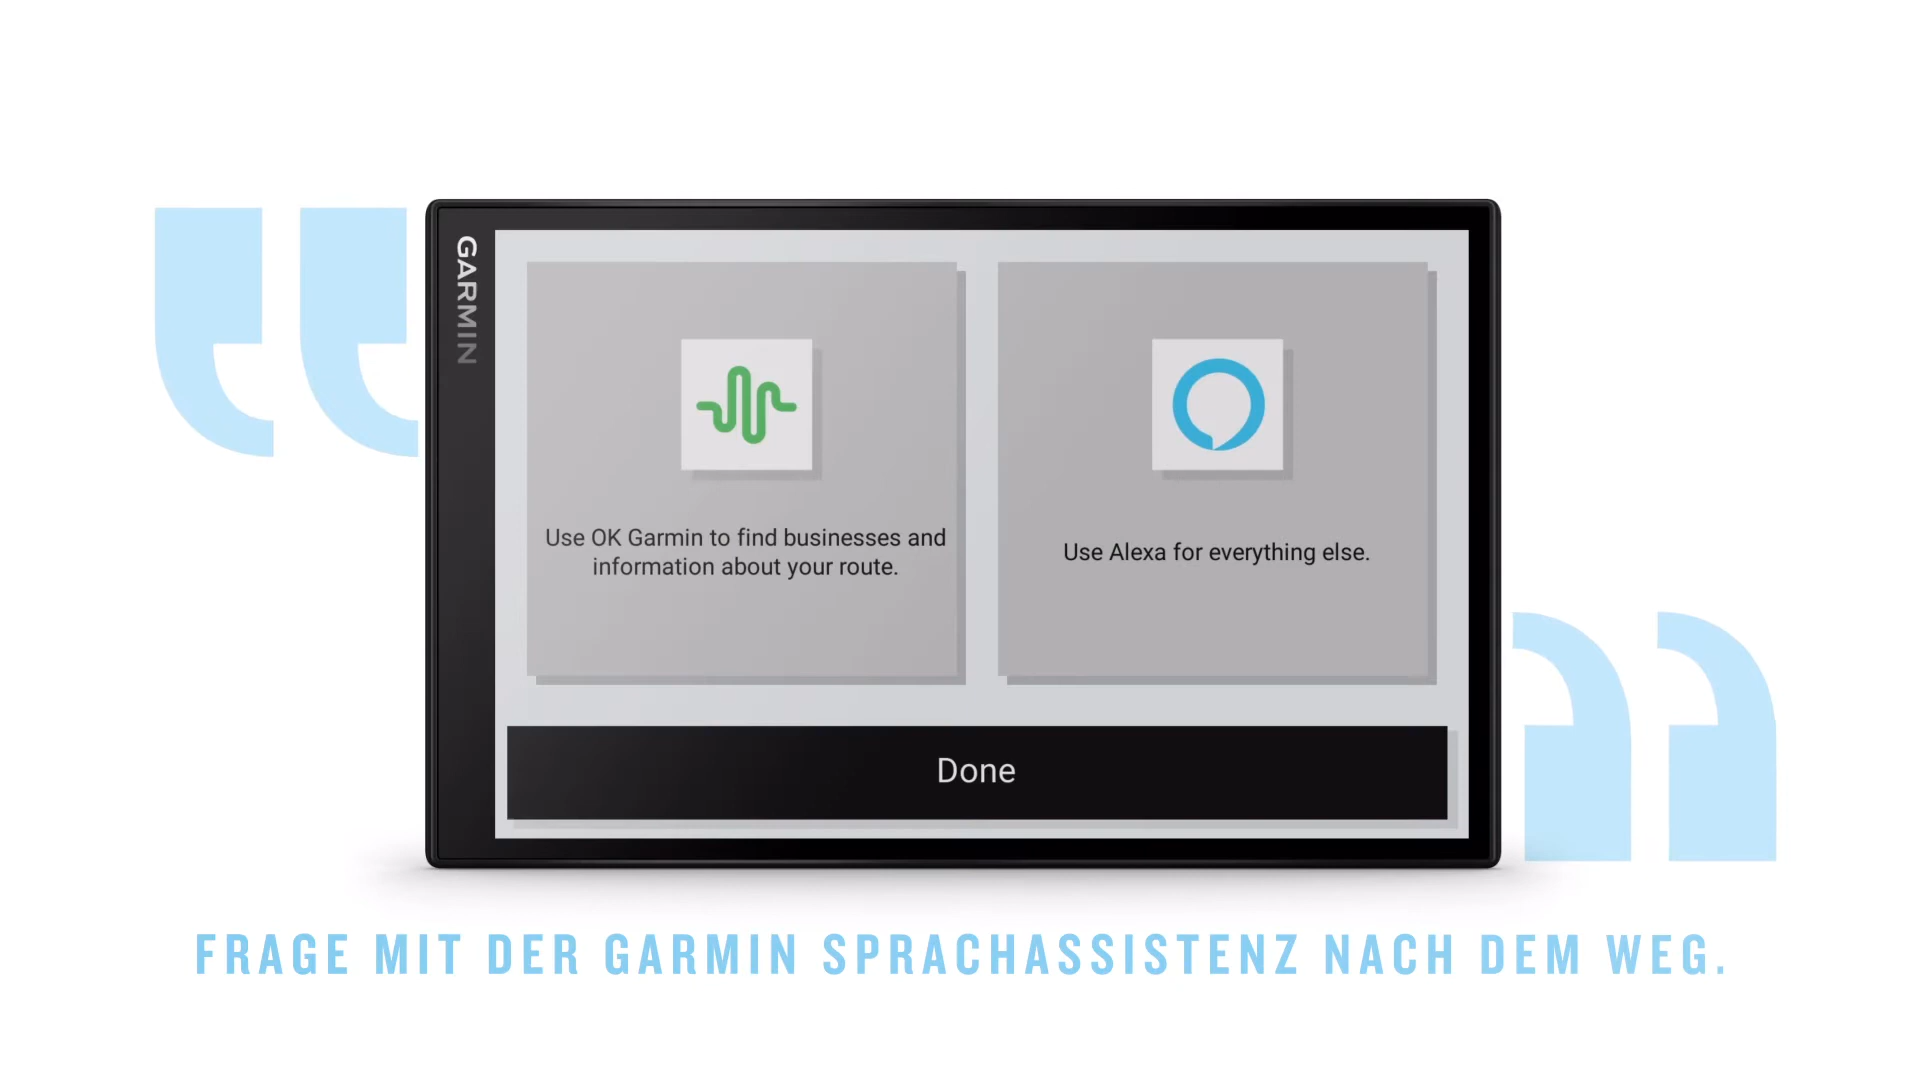 GARMIN
Use OK Garmin to find businesses and
information about your route.
Use Alexa for everything else.
Done
FRAGE MIT DER GARMIN SPRACHASSISTENZ NACH DEM WEG.